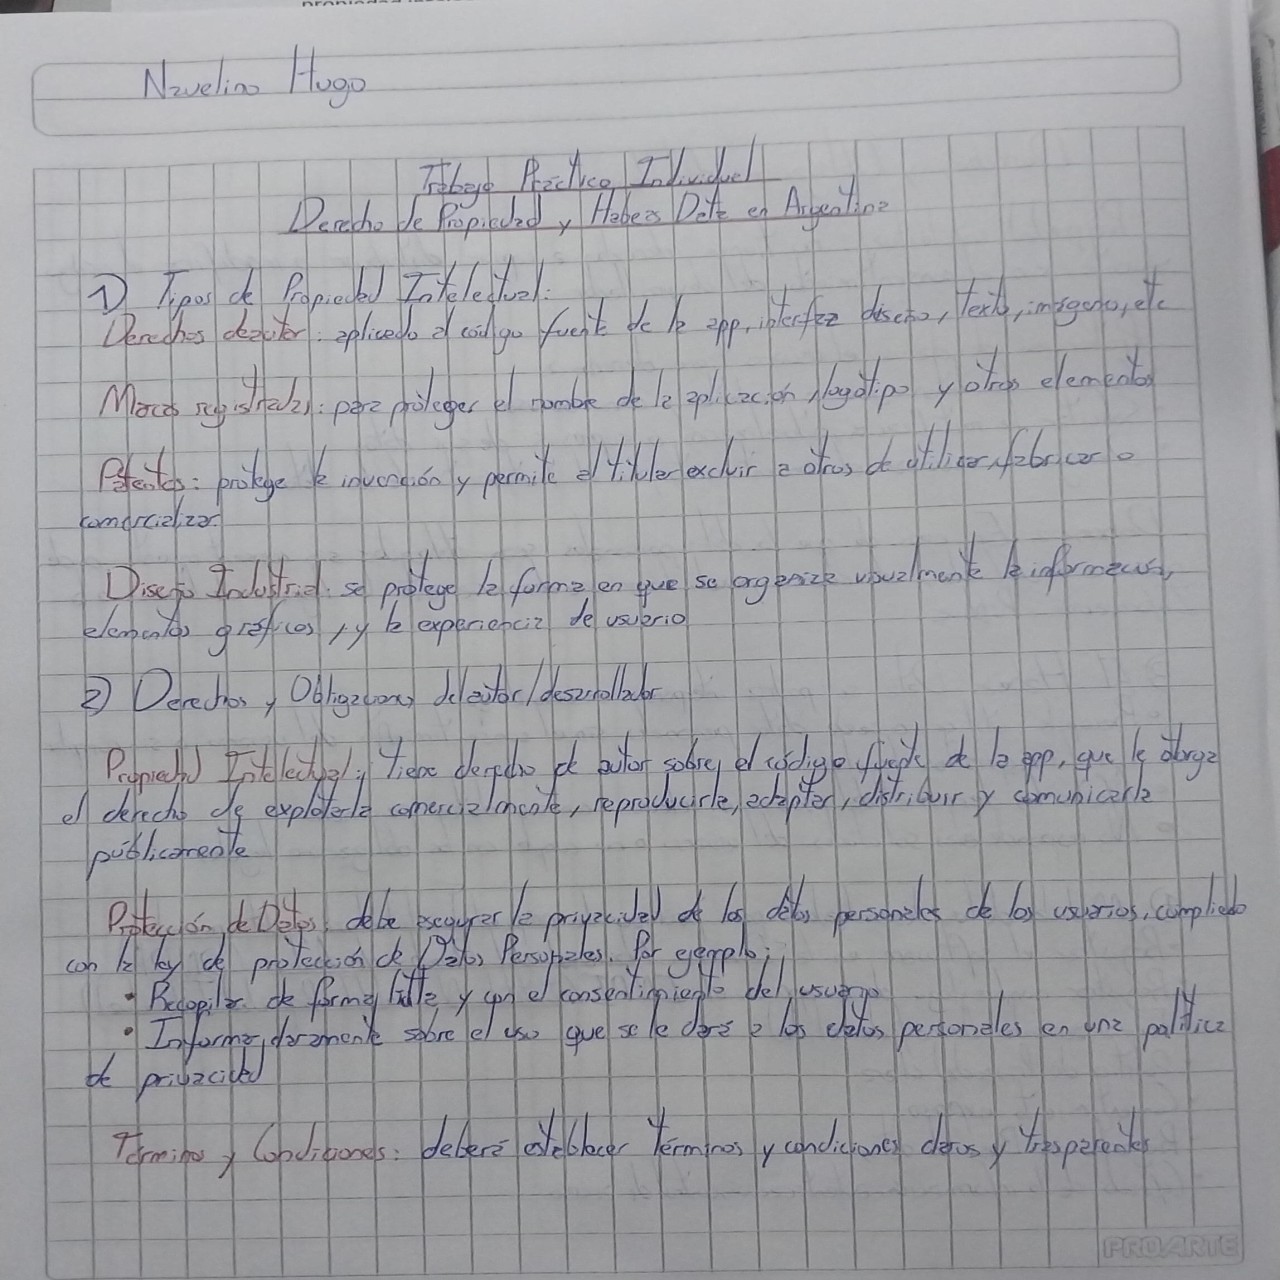 Nauelino Hugo
Trabajo Práctico Individual
Derecho de Propiedad y Habeas Data en Argentina
1) Tipos de Propiedad Intelectual:
Derechos de autor: aplicado al código fuente de la app, interfaz diseño, texto, imágenes, etc
Marcas registradas: para proteger el nombre de la aplicación, logotipo y otros elementos
Patentes: protege la invención y permite al titular excluir a otros de utilizar, fabricar o
comercializar.
Diseño Industrial: se protege la forma en que se organiza visualmente la información,
elementos gráficos, y la experiencia de usuario
2) Derechos y Obligaciones del autor/desarrollador
Propiedad Intelectual: tiene derecho de autor sobre el código fuente de la app, que le otorga
el derecho de explotarla comercialmente, reproducirla, adaptar, distribuir y comunicarla
públicamente
Protección de Datos: debe asegurar la privacidad de los datos personales de los usuarios, cumpliendo
con la ley de protección de Datos Personales. Por ejemplo:
• Recopilar de forma lícita y con el consentimiento del usuario
• Informar claramente sobre el uso que se le dará a los datos personales en una política
de privacidad
Términos y Condiciones: deberá establecer términos y condiciones claros y trasparentes
PROARTE